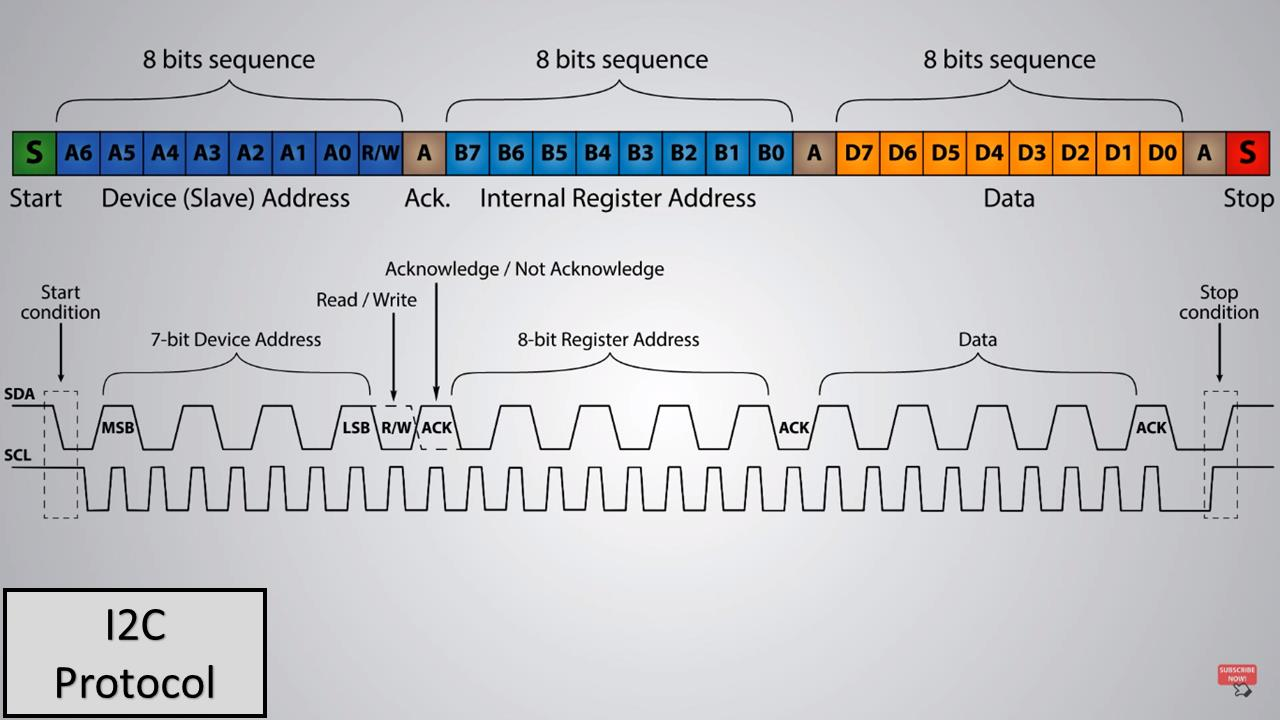 8 bits sequence 8 bits sequence 8 bits sequence
S A6 A5 A4 A3 A2 A1 A0 R/W A B7 B6 B5 B4 B3 B2 B1 B0 A D7 D6 D5 D4 D3 D2 D1 D0 A S
Start Device (Slave) Address Ack. Internal Register Address Data Stop
Acknowledge / Not Acknowledge
Start
condition
Read / Write
Stop
condition
7-bit Device Address 8-bit Register Address Data
SDA
MSB LSB R/W ACK ACK ACK
SCL
I2C
Protocol
SUBSCRIBE
NOW!